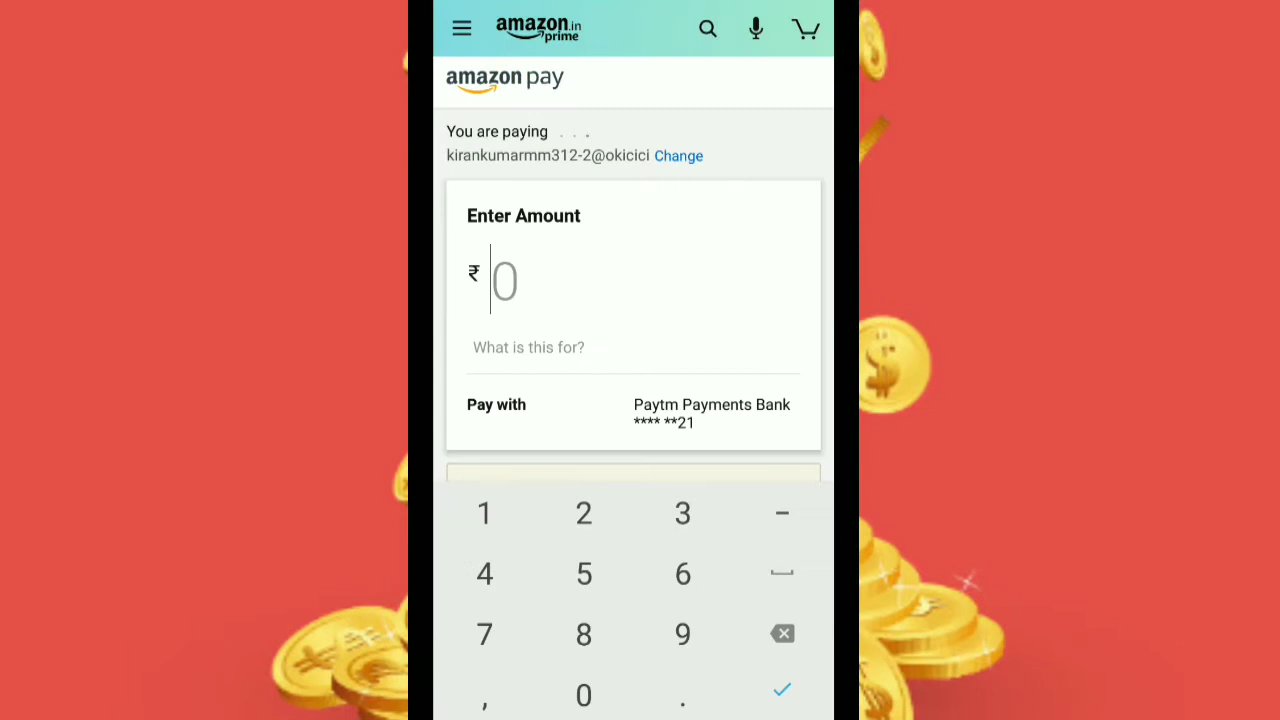 amazon.in
prime
amazon pay
You are paying . . .
kirankumarmm312-2@okicici Change
Enter Amount
₹ 0
What is this for?
Pay with Paytm Payments Bank
**** **21
1 2 3 -
4 5 6
7 8 9
, 0 .